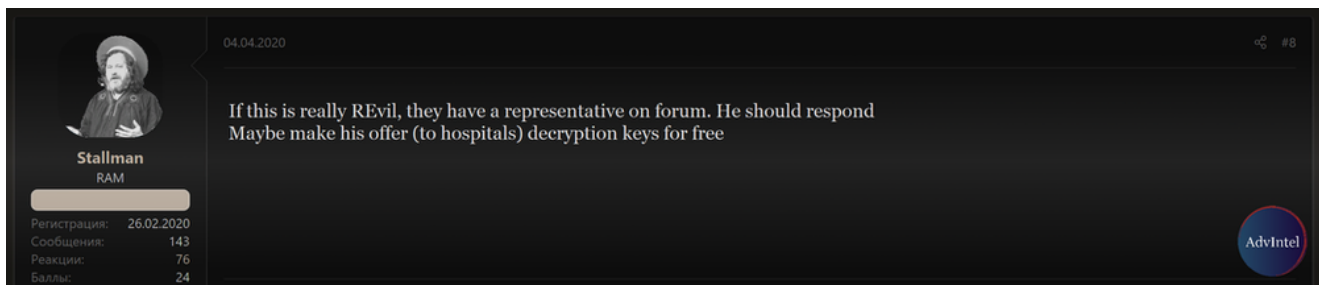 04.04.2020
#8
If this is really REvil, they have a representative on forum. He should respond
Maybe make his offer (to hospitals) decryption keys for free
Stallman
RAM
Регистрация: 26.02.2020
Сообщения: 143
Реакции: 76
Баллы: 24
AdvIntel